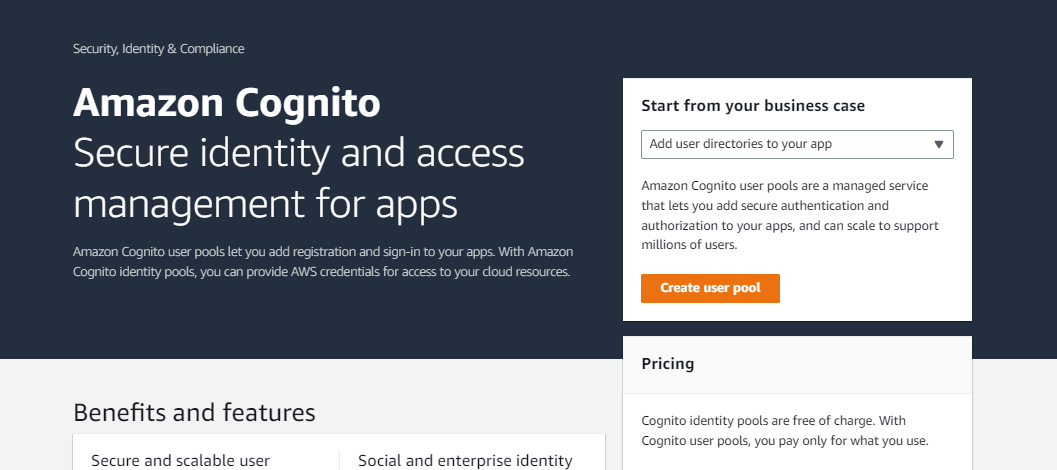 Security, Identity & Compliance
Amazon Cognito
Secure identity and access
management for apps
Amazon Cognito user pools let you add registration and sign-in to your apps. With Amazon
Cognito identity pools, you can provide AWS credentials for access to your cloud resources.
Start from your business case
Add user directories to your app
Amazon Cognito user pools are a managed service
that lets you add secure authentication and
authorization to your apps, and can scale to support
millions of users.
Create user pool
Pricing
Cognito identity pools are free of charge. With
Cognito user pools, you pay only for what you use.
Benefits and features
Secure and scalable user
Social and enterprise identity